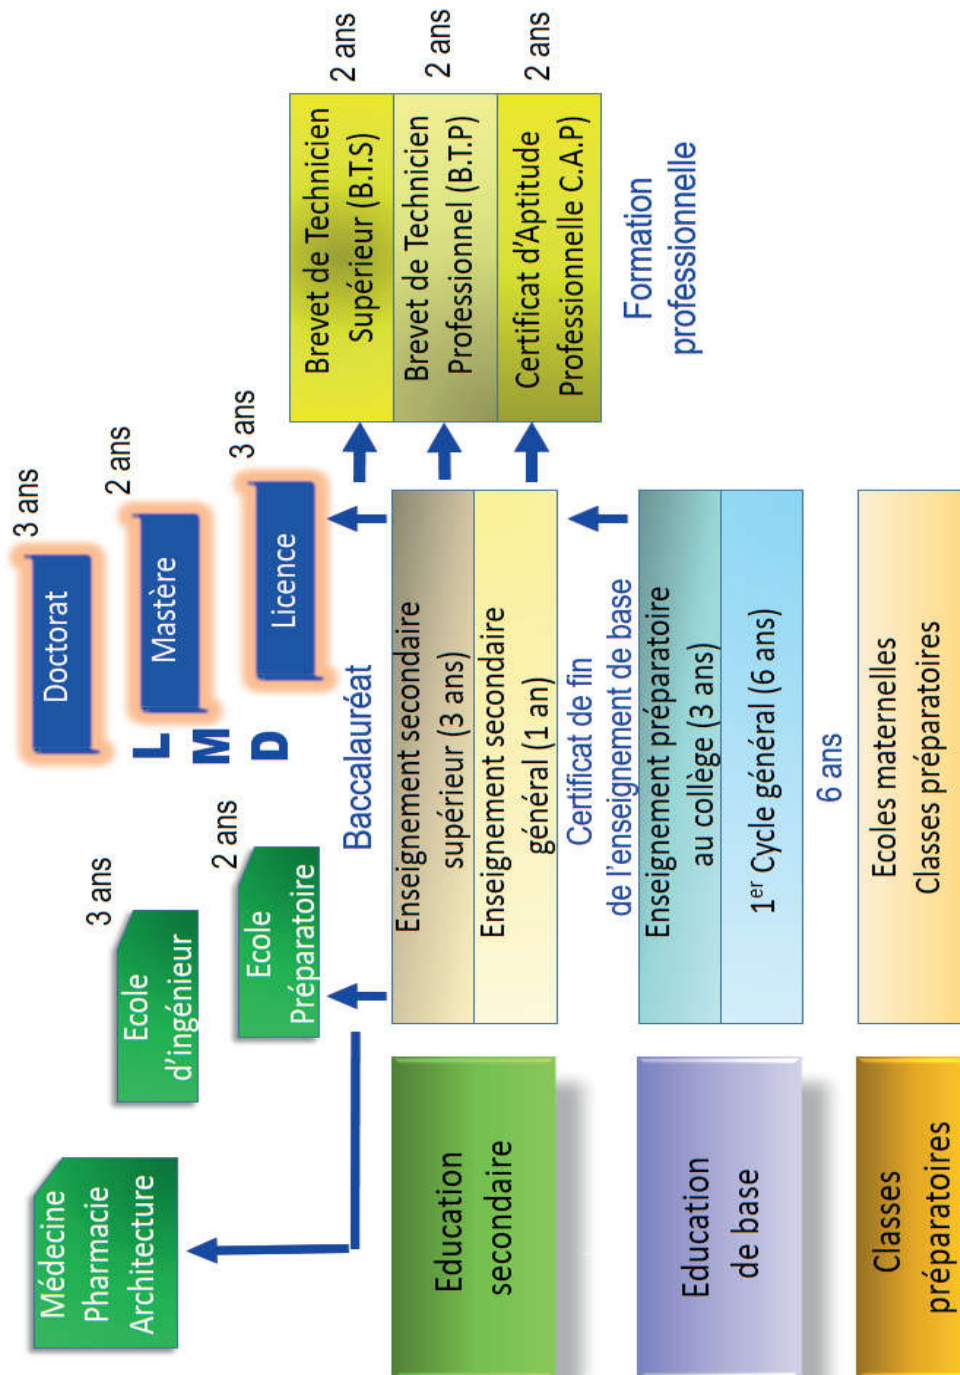 Médecine
Pharmacie
Architecture
Ecole
d'ingénieur
3 ans
Ecole
Préparatoire
2 ans
L
M
D
Doctorat
3 ans
Mastère
2 ans
Licence
3 ans
Baccalauréat
Education
secondaire
Enseignement secondaire
supérieur (3 ans)
Enseignement secondaire
général (1 an)
Certificat de fin
de l'enseignement de base
Education
de base
Enseignement préparatoire
au collège (3 ans)
1er Cycle général (6 ans)
6 ans
Classes
préparatoires
Ecoles maternelles
Classes préparatoires
Brevet de Technicien
Supérieur (B.T.S)
2 ans
Brevet de Technicien
Professionnel (B.T.P)
2 ans
Certificat d'Aptitude
Professionnelle C.A.P
2 ans
Formation
professionnelle